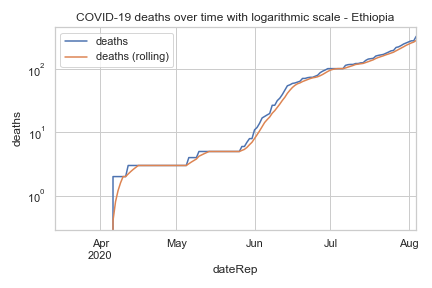 COVID-19 deaths over time with logarithmic scale - Ethiopia
deaths
deaths (rolling)
10²
10¹
10⁰
deaths
Apr
2020
May
Jun
Jul
Aug
dateRep